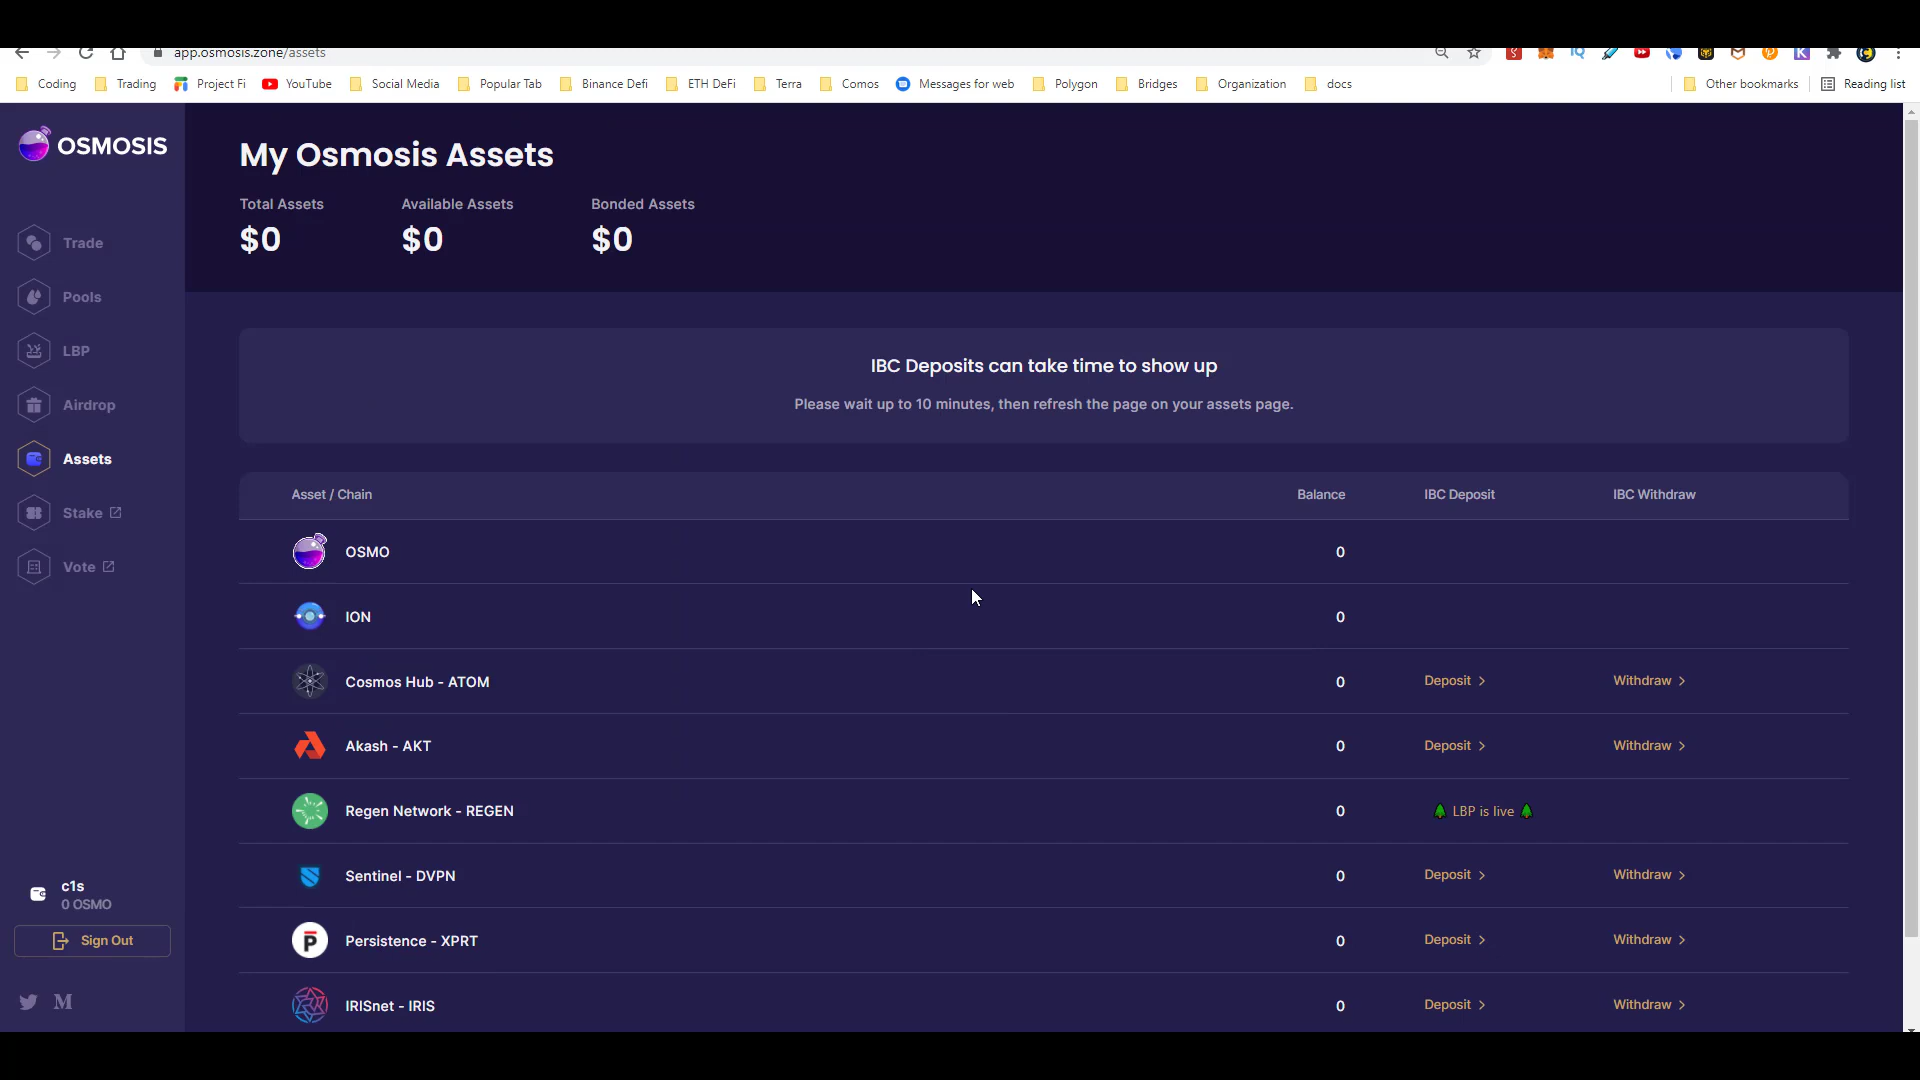 app.osmosis.zone/assets
Coding Trading Project Fi YouTube Social Media Popular Tab Binance Defi ETH DeFi Terra Comos Messages for web Polygon Bridges Organization docs Other bookmarks Reading list
OSMOSIS
Trade
Pools
LBP
Airdrop
Assets
Stake
Vote
c1s
0 OSMO
Sign Out
My Osmosis Assets
Total Assets Available Assets Bonded Assets
$0 $0 $0
IBC Deposits can take time to show up
Please wait up to 10 minutes, then refresh the page on your assets page.
Asset / Chain Balance IBC Deposit IBC Withdraw
OSMO 0
ION 0
Cosmos Hub - ATOM 0 Deposit > Withdraw >
Akash - AKT 0 Deposit > Withdraw >
Regen Network - REGEN 0 🌲 LBP is live 🌲
Sentinel - DVPN 0 Deposit > Withdraw >
Persistence - XPRT 0 Deposit > Withdraw >
IRISnet - IRIS 0 Deposit > Withdraw >